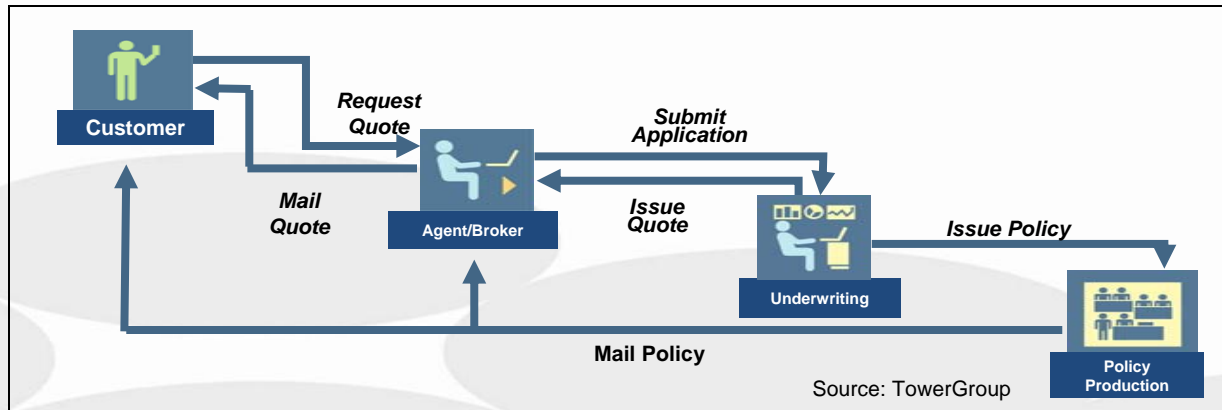 Customer
Request
Quote
Mail
Quote
Agent/Broker
Submit
Application
Issue
Quote
Underwriting
Issue Policy
Mail Policy
Policy
Production
Source: TowerGroup